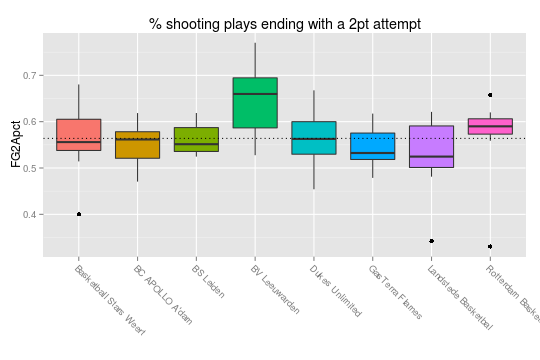 % shooting plays ending with a 2pt attempt
FG2Apct
0.7
0.6
0.5
0.4
Basketball Stars Weert
BC APOLLO A'dam
BS Leiden
BV Leeuwarden
Dukes Unlimited
GasTerra Flames
Landstede Basketbal
Rotterdam Baske